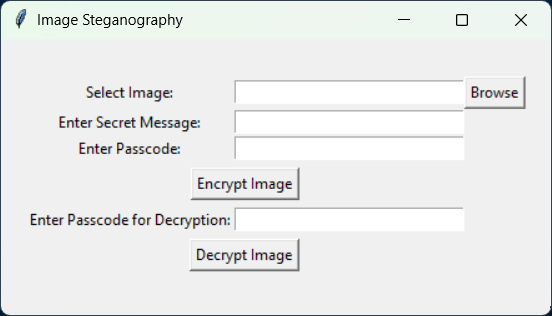 Image Steganography
Select Image:
Browse
Enter Secret Message:
Enter Passcode:
Encrypt Image
Enter Passcode for Decryption:
Decrypt Image